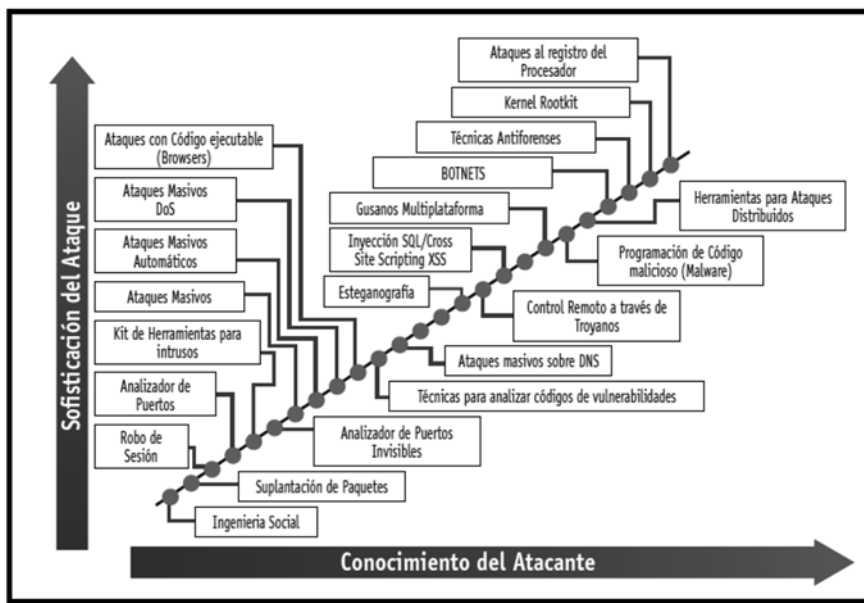 Sofisticación del Ataque
Ataques al registro del
Procesador
Kernel Rootkit
Técnicas Antiforenses
BOTNETS
Gusanos Multiplataforma
Inyección SQL/Cross
Site Scripting XSS
Esteganografía
Ataques con Código ejecutable
(Browsers)
Ataques Masivos
DoS
Ataques Masivos
Automáticos
Ataques Masivos
Kit de Herramientas para
intrusos
Analizador de
Puertos
Robo de
Sesión
Herramientas para Ataques
Distribuidos
Programación de Código
malicioso (Malware)
Control Remoto a través de
Troyanos
Ataques masivos sobre DNS
Técnicas para analizar códigos de vulnerabilidades
Analizador de Puertos
Invisibles
Suplantación de Paquetes
Ingenieria Social
Conocimiento del Atacante